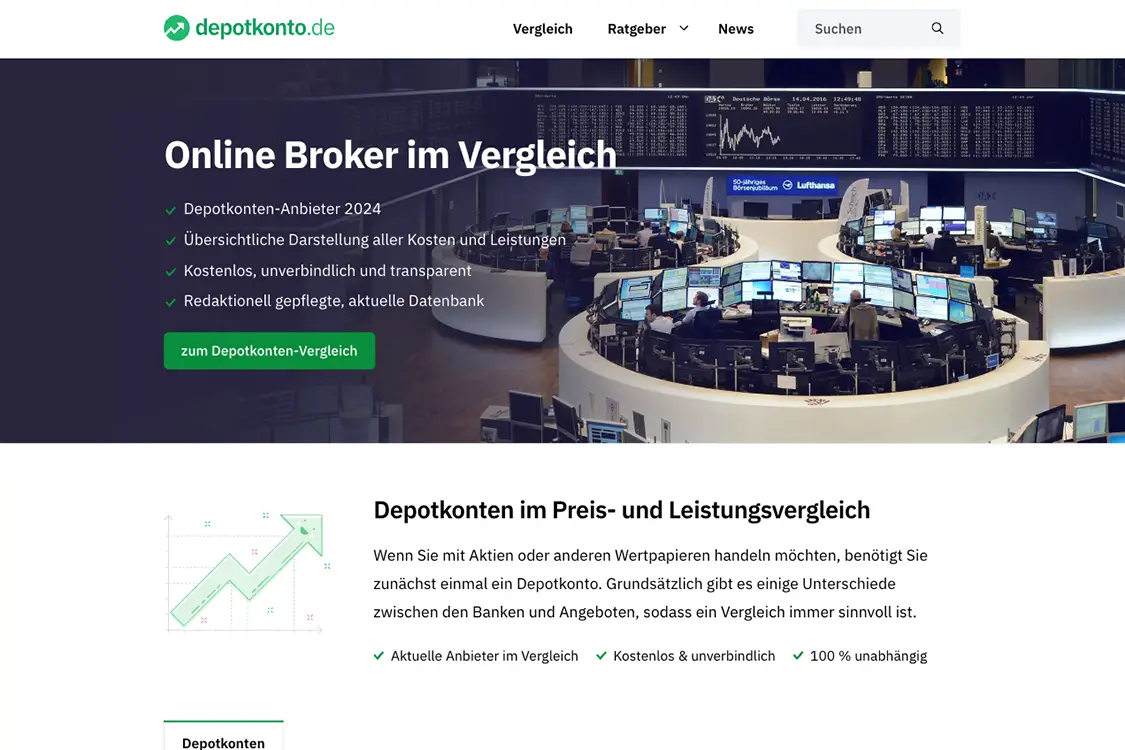 depotkonto.de
Vergleich
Ratgeber
News
Suchen
DAX
Deutsche Börse
14.04.2016
12:49:48
Online Broker im Vergleich
50-jähriges
Börsenjubiläum
Lufthansa
Depotkonten-Anbieter 2024
Übersichtliche Darstellung aller Kosten und Leistungen
Kostenlos, unverbindlich und transparent
Redaktionell gepflegte, aktuelle Datenbank
zum Depotkonten-Vergleich
Depotkonten im Preis- und Leistungsvergleich
Wenn Sie mit Aktien oder anderen Wertpapieren handeln möchten, benötigt Sie
zunächst einmal ein Depotkonto. Grundsätzlich gibt es einige Unterschiede
zwischen den Banken und Angeboten, sodass ein Vergleich immer sinnvoll ist.
Aktuelle Anbieter im Vergleich
Kostenlos & unverbindlich
100 % unabhängig
Depotkonten